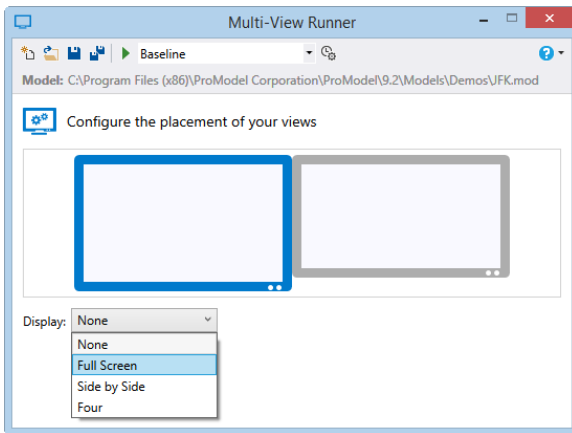 Multi-View Runner
Baseline
Model: C:\Program Files (x86)\ProModel Corporation\ProModel\9.2\Models\Demos\JFK.mod
Configure the placement of your views
Display: None
None
Full Screen
Side by Side
Four